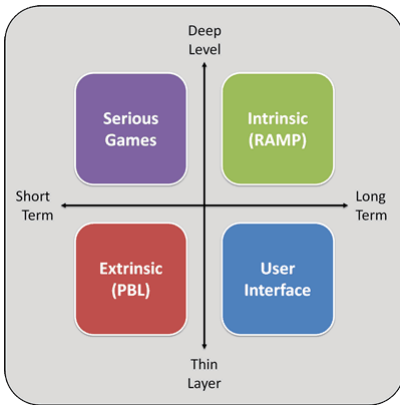 Deep
Level
Serious
Games
Intrinsic
(RAMP)
Short
Term
Long
Term
Extrinsic
(PBL)
User
Interface
Thin
Layer